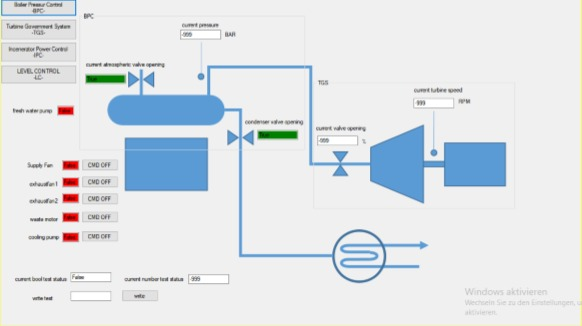 Boiler Pressur Control
-BPC-
Turbine Government System
-TGS-
Incenerator Power Control
-IPC-
LEVEL CONTROL
-LC-
BPC
current pressure
-999 BAR
current atmospheric valve opening
True
fresh water pump False
condenser valve opening
True
TGS
current turbine speed
-999 RPM
current valve opening
-999 %
Supply Fan False CMD OFF
exhaustfan1 False CMD OFF
exhaustfan2 False CMD OFF
waste motor False CMD OFF
cooling pump False CMD OFF
current bool test status False current number test status -999
write test write
Windows aktivieren
Wechseln Sie zu den Einstellungen, u
aktivieren.